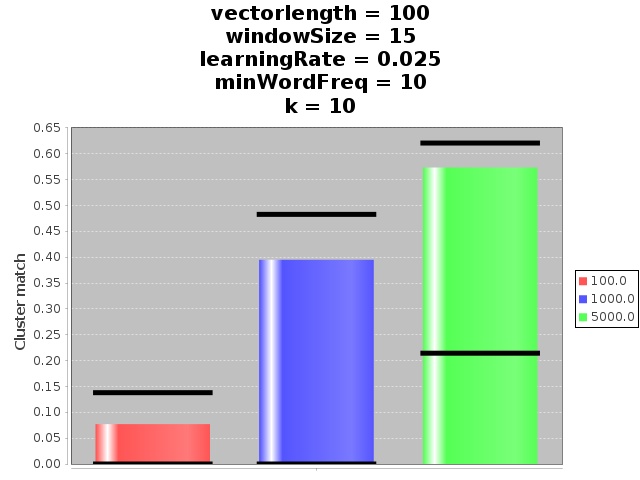 vectorlength = 100
windowSize = 15
learningRate = 0.025
minWordFreq = 10
k = 10
0.65
0.60
0.55
0.50
0.45
0.40
0.35
0.30
0.25
0.20
0.15
0.10
0.05
0.00
Cluster match
100.0
1000.0
5000.0